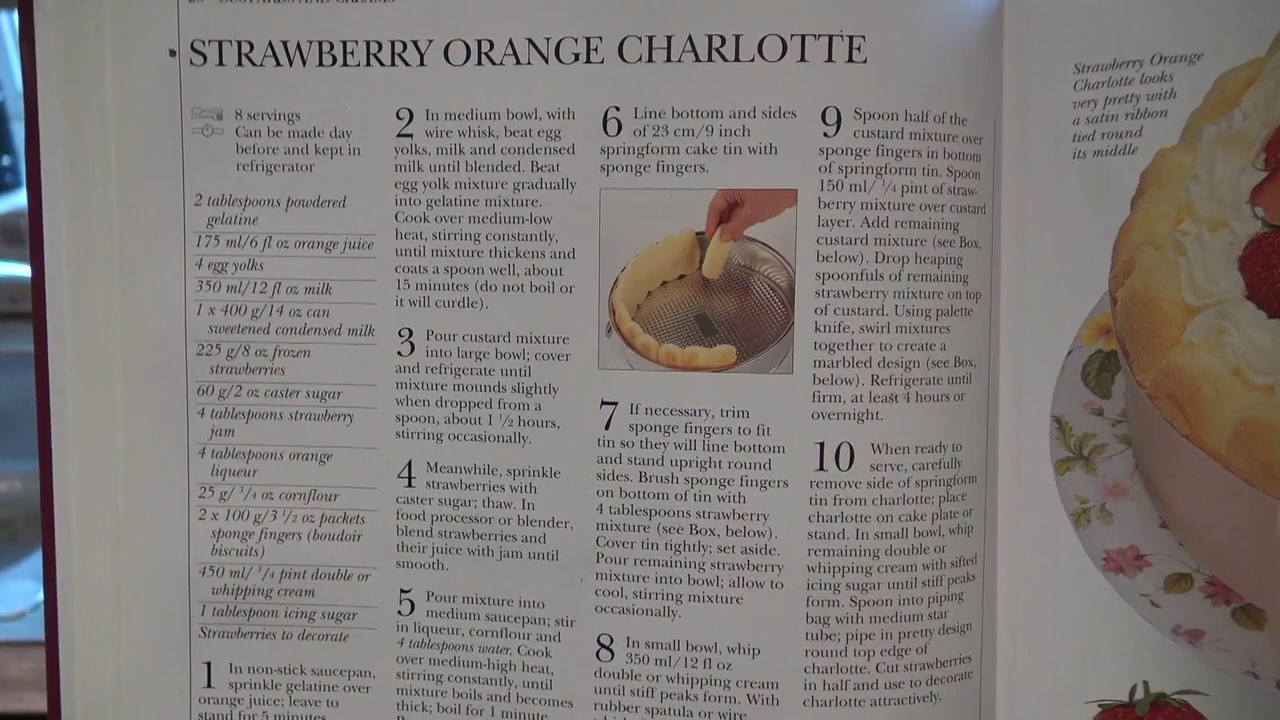 STRAWBERRY ORANGE CHARLOTTE
8 servings
Can be made day
before and kept in
refrigerator
2 tablespoons powdered
gelatine
175 ml/6 fl oz orange juice
4 egg yolks
350 ml/12 fl oz milk
1 x 400 g/14 oz can
sweetened condensed milk
225 g/8 oz frozen
strawberries
60 g/2 oz caster sugar
4 tablespoons strawberry
jam
4 tablespoons orange
liqueur
25 g/ 3/4 oz cornflour
2 x 100 g/3 1/2 oz packets
sponge fingers (boudoir
biscuits)
450 ml/ 3/4 pint double or
whipping cream
1 tablespoon icing sugar
Strawberries to decorate
1 In non-stick saucepan,
sprinkle gelatine over
orange juice; leave to
stand for 5 minutes
2 In medium bowl, with
wire whisk, beat egg
yolks, milk and condensed
milk until blended. Beat
egg yolk mixture gradually
into gelatine mixture.
Cook over medium-low
heat, stirring constantly,
until mixture thickens and
coats a spoon well, about
15 minutes (do not boil or
it will curdle).
3 Pour custard mixture
into large bowl; cover
and refrigerate until
mixture mounds slightly
when dropped from a
spoon, about 1 1/2 hours,
stirring occasionally.
4 Meanwhile, sprinkle
strawberries with
caster sugar; thaw. In
food processor or blender,
blend strawberries and
their juice with jam until
smooth.
5 Pour mixture into
medium saucepan; stir
in liqueur, cornflour and
4 tablespoons water. Cook
over medium-high heat,
stirring constantly, until
mixture boils and becomes
thick; boil for 1 minute
6 Line bottom and sides
of 23 cm/9 inch
springform cake tin with
sponge fingers.
7 If necessary, trim
sponge fingers to fit
tin so they will line bottom
and stand upright round
sides. Brush sponge fingers
on bottom of tin with
4 tablespoons strawberry
mixture (see Box, below).
Cover tin tightly; set aside.
Pour remaining strawberry
mixture into bowl; allow to
cool, stirring mixture
occasionally.
8 In small bowl, whip
350 ml/12 fl oz
double or whipping cream
until stiff peaks form. With
rubber spatula or wire
9 Spoon half of the
custard mixture over
sponge fingers in bottom
of springform tin. Spoon
150 ml/ 1/4 pint of straw-
berry mixture over custard
layer. Add remaining
custard mixture (see Box,
below). Drop heaping
spoonfuls of remaining
strawberry mixture on top
of custard. Using palette
knife, swirl mixtures
together to create a
marbled design (see Box,
below). Refrigerate until
firm, at least 4 hours or
overnight.
10 When ready to
serve, carefully
remove side of springform
tin from charlotte; place
charlotte on cake plate or
stand. In small bowl, whip
remaining double or
whipping cream with sifted
icing sugar until stiff peaks
form. Spoon into piping
bag with medium star
tube; pipe in pretty design
round top edge of
charlotte. Cut strawberries
in half and use to decorate
charlotte attractively.
Strawberry Orange
Charlotte looks
very pretty with
a satin ribbon
tied round
its middle